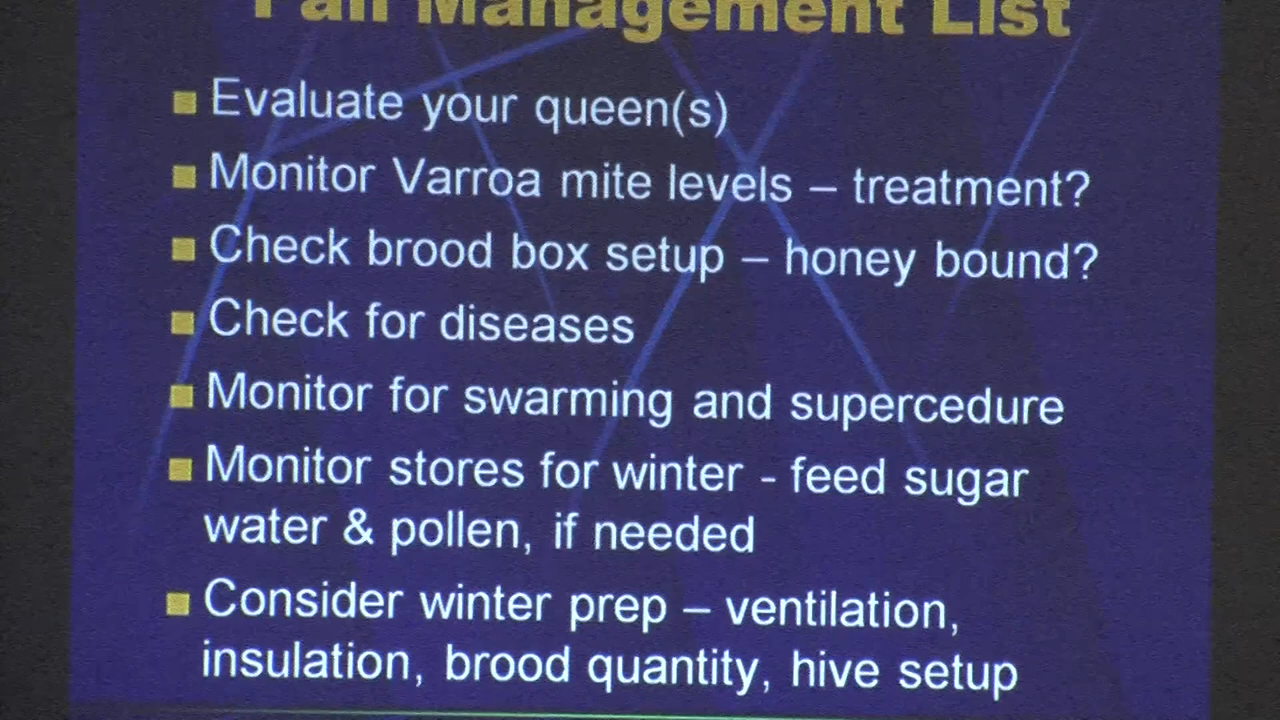 Fall Management List
Evaluate your queen(s)
Monitor Varroa mite levels – treatment?
Check brood box setup – honey bound?
Check for diseases
Monitor for swarming and supercedure
Monitor stores for winter - feed sugar
water & pollen, if needed
Consider winter prep – ventilation,
insulation, brood quantity, hive setup